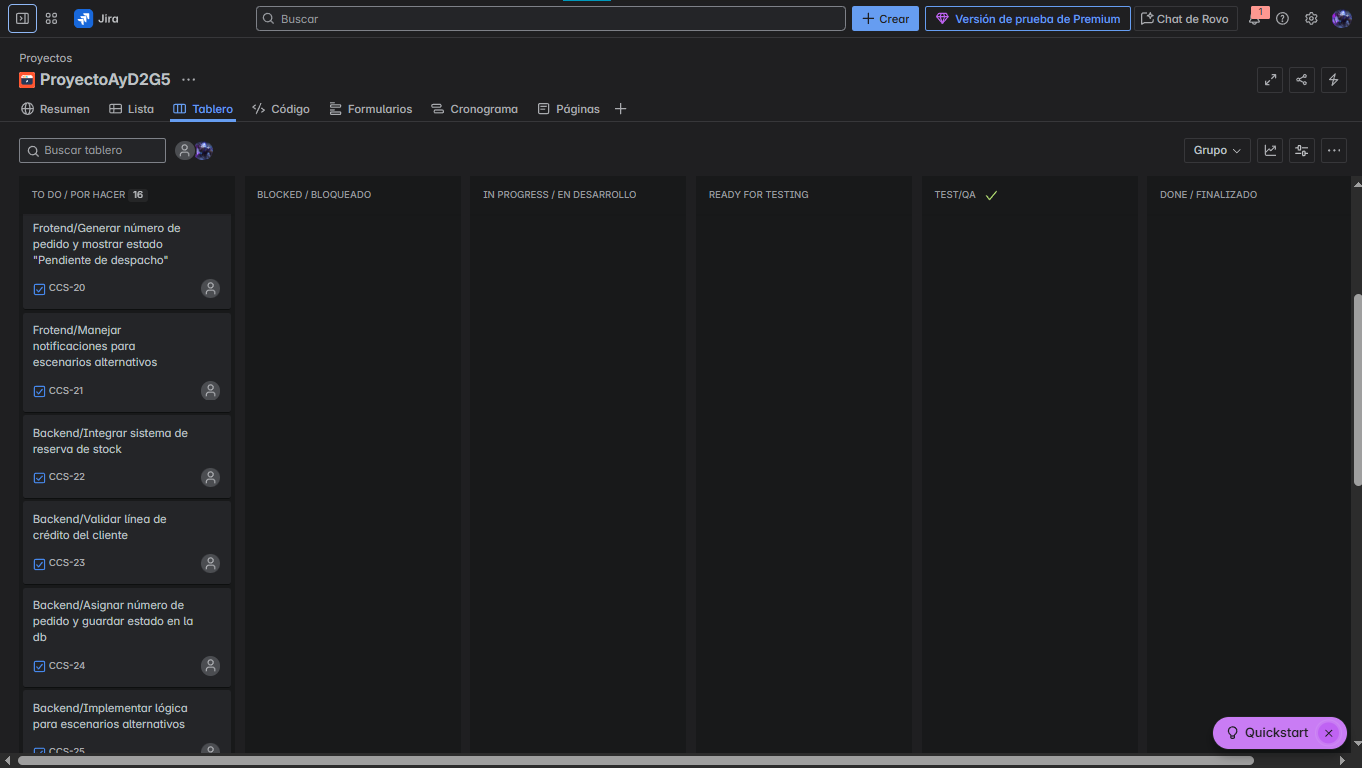 Jira
Buscar
Crear
Versión de prueba de Premium
Chat de Rovo
1
Proyectos
ProyectoAyD2G5
Resumen
Lista
Tablero
Código
Formularios
Cronograma
Páginas
Buscar tablero
Grupo
TO DO / POR HACER 16
BLOCKED / BLOQUEADO
IN PROGRESS / EN DESARROLLO
READY FOR TESTING
TEST/QA
DONE / FINALIZADO
Frotend/Generar número de
pedido y mostrar estado
"Pendiente de despacho"
CCS-20
Frotend/Manejar
notificaciones para
escenarios alternativos
CCS-21
Backend/Integrar sistema de
reserva de stock
CCS-22
Backend/Validar línea de
crédito del cliente
CCS-23
Backend/Asignar número de
pedido y guardar estado en la
db
CCS-24
Backend/Implementar lógica
para escenarios alternativos
CCS-25
Quickstart